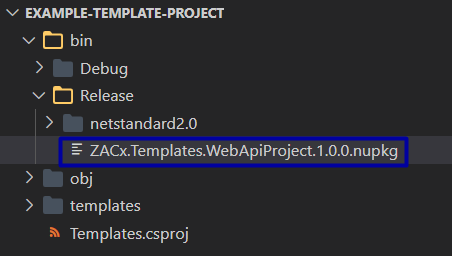 EXAMPLE-TEMPLATE-PROJECT
bin
Debug
Release
netstandard2.0
ZACx.Templates.WebApiProject.1.0.0.nupkg
obj
templates
Templates.csproj